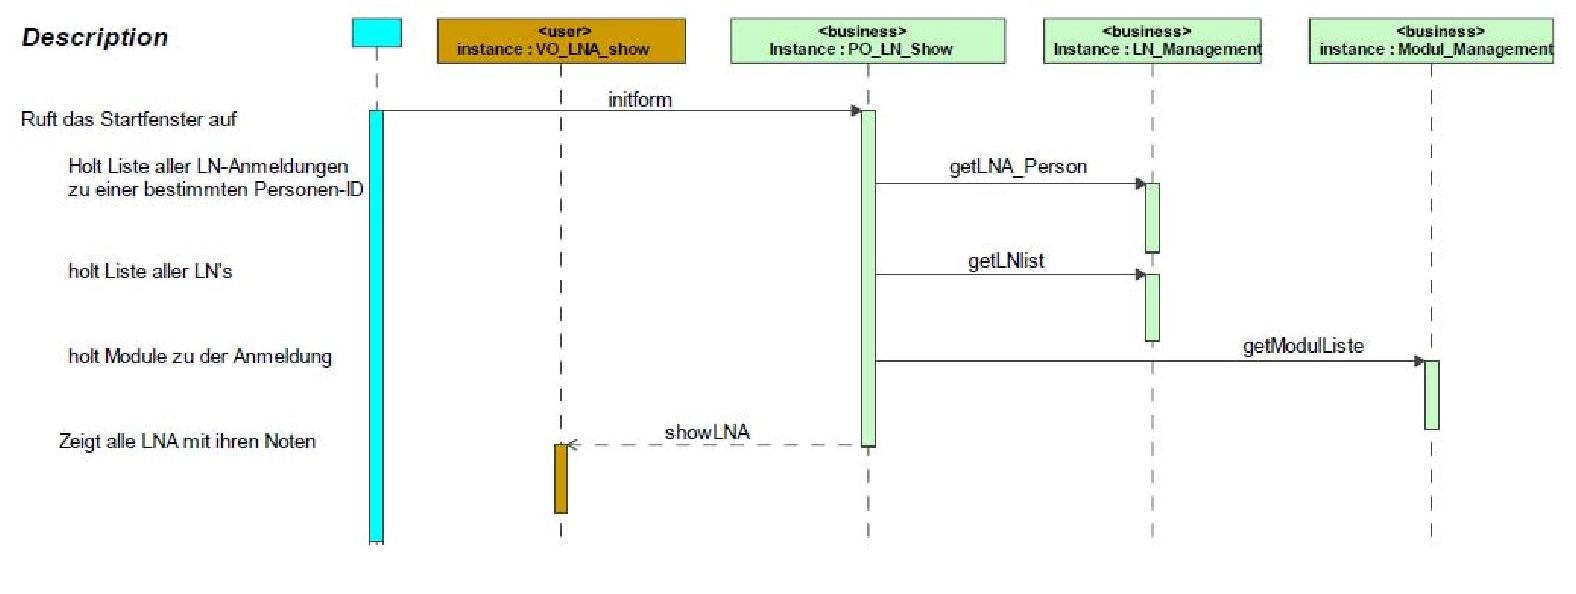 Description
<user>
instance : VO_LNA_show
<business>
Instance : PO_LN_Show
<business>
Instance : LN_Management
<business>
instance : Modul_Management
initform
Ruft das Startfenster auf
Holt Liste aller LN-Anmeldungen
zu einer bestimmten Personen-ID
getLNA_Person
holt Liste aller LN's
getLNlist
holt Module zu der Anmeldung
getModulListe
Zeigt alle LNA mit ihren Noten
showLNA